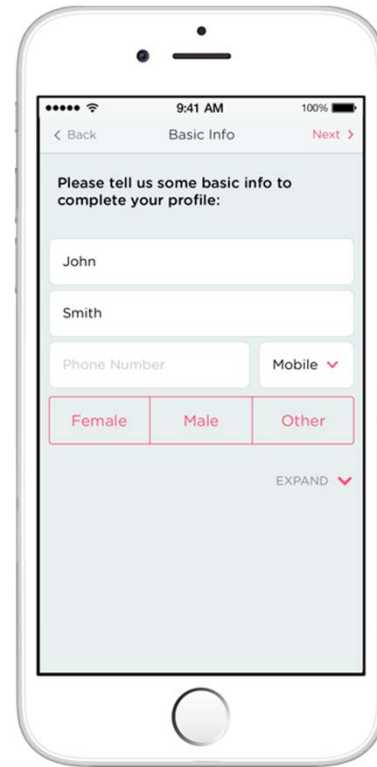 9:41 AM 100%
Back Basic Info Next
Please tell us some basic info to
complete your profile:
John
Smith
Phone Number Mobile
Female Male Other
EXPAND